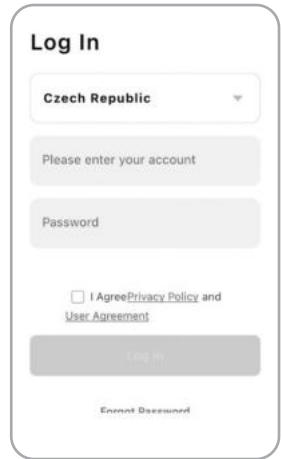 Log In
Czech Republic
Please enter your account
Password
I AgreePrivacy Policy and
User Agreement
Log In
Forgot Password